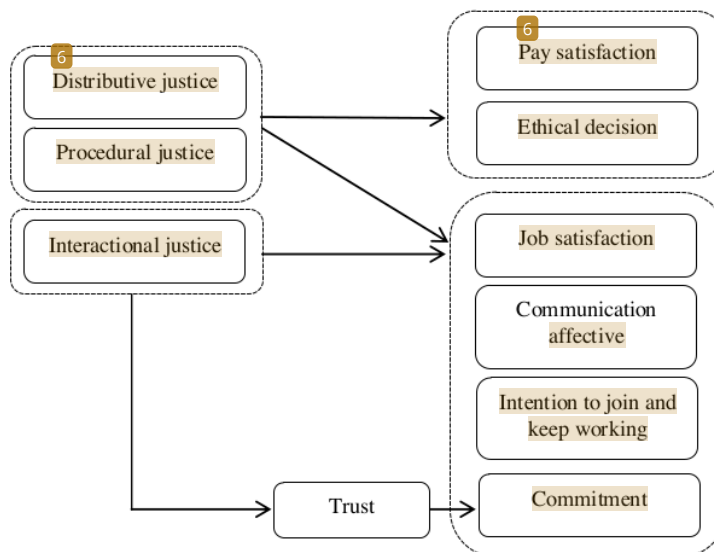 6
Distributive justice
Procedural justice
Interactional justice
6
Pay satisfaction
Ethical decision
Job satisfaction
Communication
affective
Intention to join and
keep working
Trust
Commitment